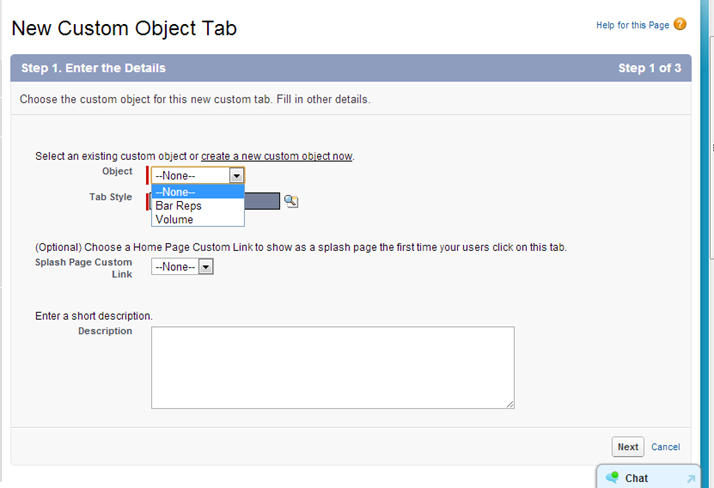 New Custom Object Tab
Help for this Page
Step 1. Enter the Details
Step 1 of 3
Choose the custom object for this new custom tab. Fill in other details.
Select an existing custom object or create a new custom object now.
Object
--None--
--None--
Tab Style
Bar Reps
Volume
(Optional) Choose a Home Page Custom Link to show as a splash page the first time your users click on this tab.
Splash Page Custom
Link
--None--
Enter a short description.
Description
Next
Cancel
Chat